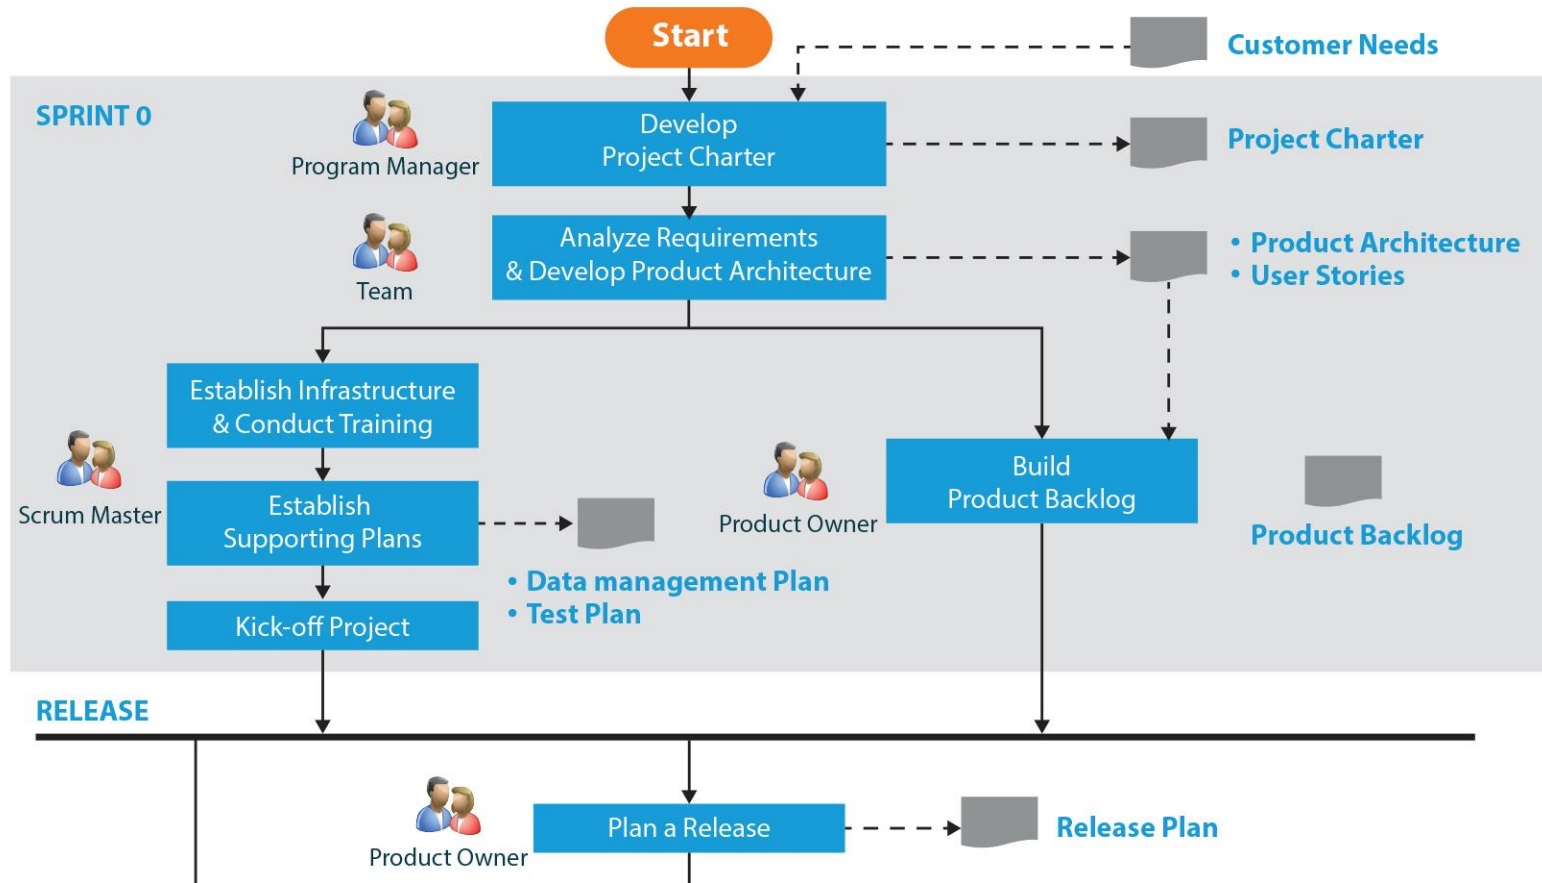 Start
Customer Needs
SPRINT 0
Program Manager
Develop
Project Charter
Project Charter
Team
Analyze Requirements
& Develop Product Architecture
• Product Architecture
• User Stories
Establish Infrastructure
& Conduct Training
Scrum Master
Establish
Supporting Plans
• Data management Plan
• Test Plan
Kick-off Project
Product Owner
Build
Product Backlog
Product Backlog
RELEASE
Product Owner
Plan a Release
Release Plan